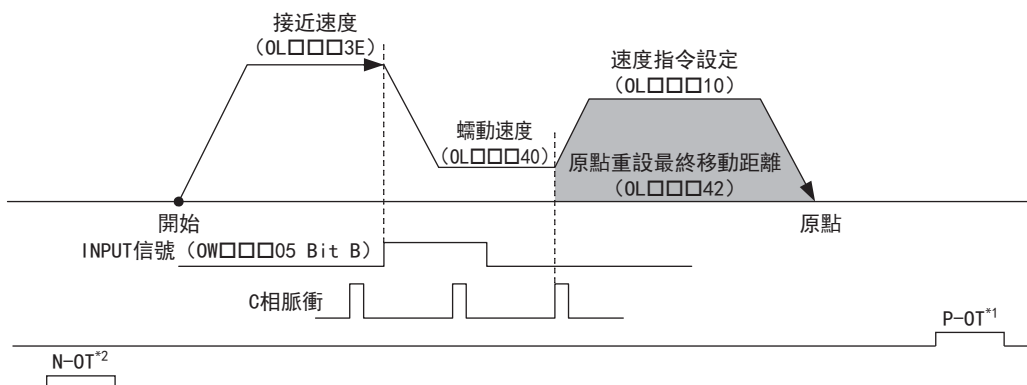 接近速度
(OL□□□3E)
速度指令設定
(OL□□□10)
蠕動速度
(OL□□□40)
原點重設最終移動距離
(OL□□□42)
開始
原點
INPUT信號（OW□□□05 Bit B）
C相脈衝
P-OT*1
N-OT*2